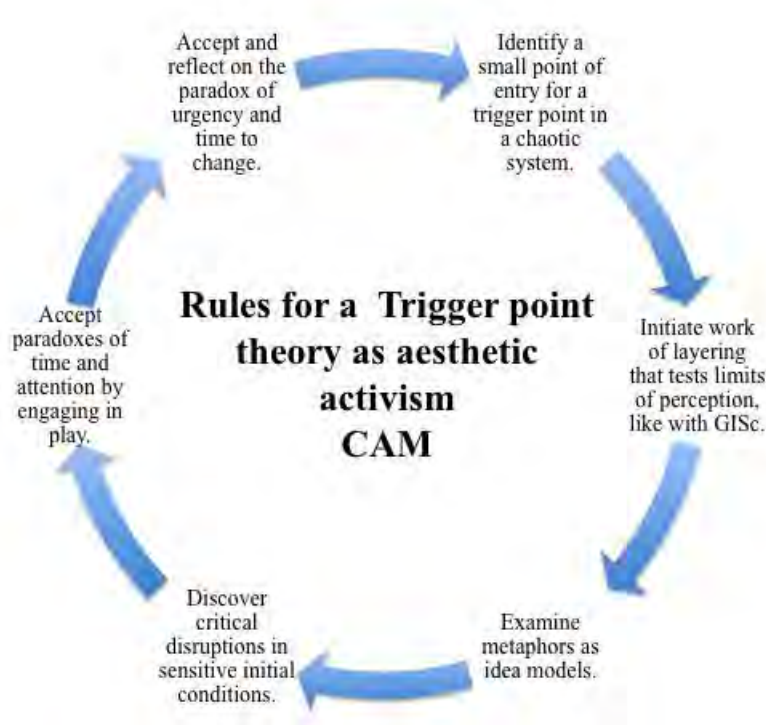 Accept and
reflect on the
paradox of
urgency and
time to
change.
Identify a
small point of
entry for a
trigger point in
a chaotic
system.
Initiate work
of layering
that tests limits
of perception,
like with GISc.
Examine
metaphors as
idea models.
Discover
critical
disruptions in
sensitive initial
conditions.
Accept
paradoxes of
time and
attention by
engaging in
play.
Rules for a Trigger point
theory as aesthetic
activism
CAM